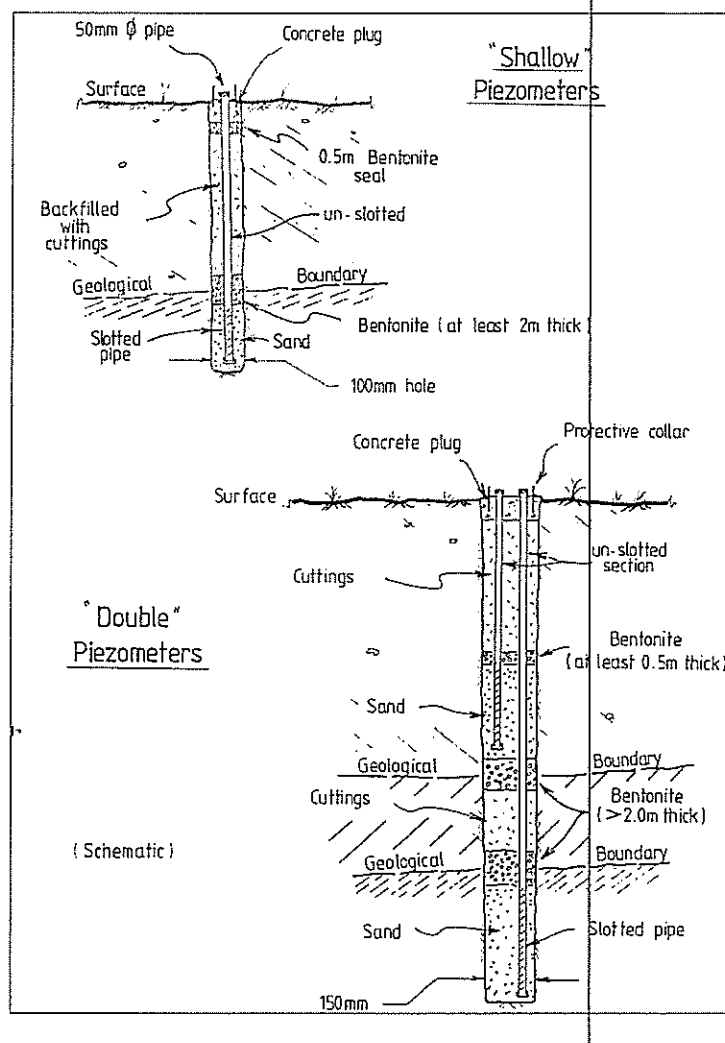 50mm ϕ pipe
Concrete plug
"Shallow"
Piezometers
Surface
0.5m Bentonite
seal
Backfilled
with
cuttings
un-slotted
Geological Boundary
Bentonite (at least 2m thick)
Slotted
pipe
Sand
100mm hole
Concrete plug
Protective collar
Surface
Cuttings
un-slotted
section
"Double"
Piezometers
Bentonite
(at least 0.5m thick)
Sand
Geological Boundary
Cuttings
Bentonite
(>2.0m thick)
(Schematic)
Geological Boundary
Sand
Slotted pipe
150mm